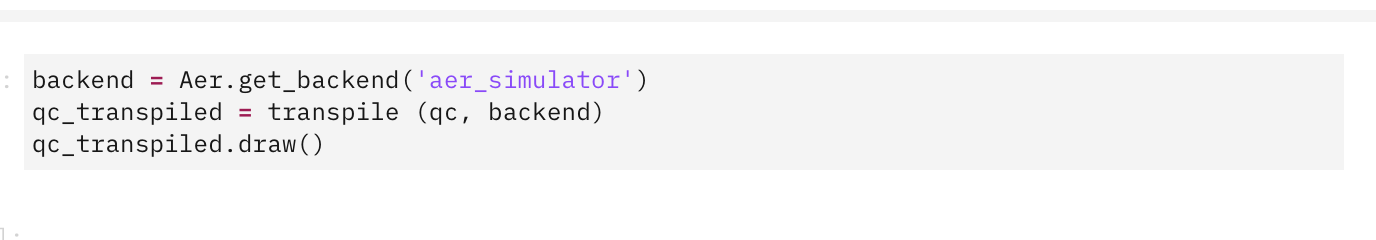 :
backend = Aer.get_backend('aer_simulator')
qc_transpiled = transpile (qc, backend)
qc_transpiled.draw()
]: